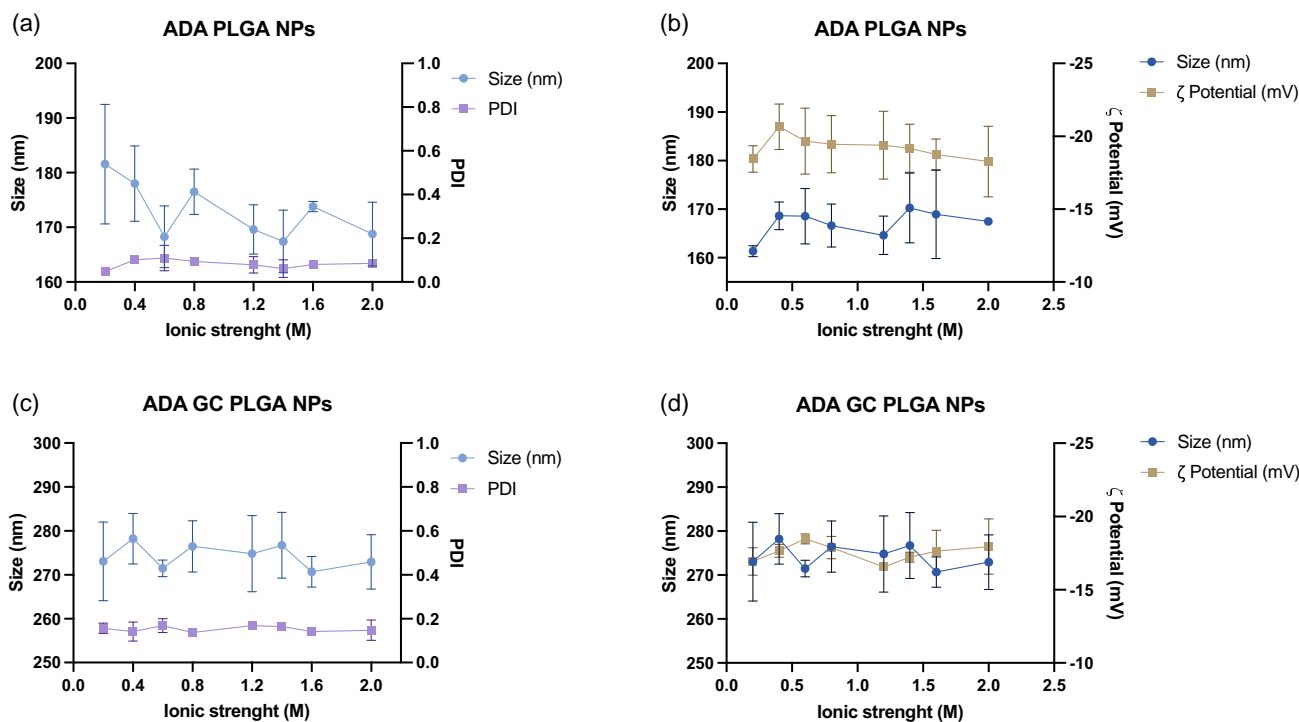 (a)
ADA PLGA NPs
200
190
180
170
160
Size (nm)
1.0
0.8
0.6
0.4
0.2
0.0
PDI
0.0 0.4 0.8 1.2 1.6 2.0
Ionic strenght (M)
Size (nm)
PDI
(b)
ADA PLGA NPs
200
190
180
170
160
Size (nm)
-25
-20
-15
-10
ζ Potential (mV)
0.0 0.5 1.0 1.5 2.0 2.5
Ionic strenght (M)
Size (nm)
ζ Potential (mV)
(c)
ADA GC PLGA NPs
300
290
280
270
260
250
Size (nm)
1.0
0.8
0.6
0.4
0.2
0.0
PDI
0.0 0.4 0.8 1.2 1.6 2.0
Ionic strenght (M)
Size (nm)
PDI
(d)
ADA GC PLGA NPs
300
290
280
270
260
250
Size (nm)
-25
-20
-15
-10
ζ Potential (mV)
0.0 0.5 1.0 1.5 2.0 2.5
Ionic strenght (M)
Size (nm)
ζ Potential (mV)